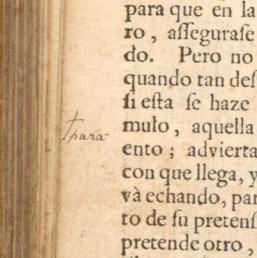 para que en la
ro, asſeguraſe
do. Pero no
quando tan deſ
ſi eſta ſe haze
† para
mulo, aquella
ento; advierta
con que llega, y
và echando, par
to de ſu pretenſ
pretende otro,